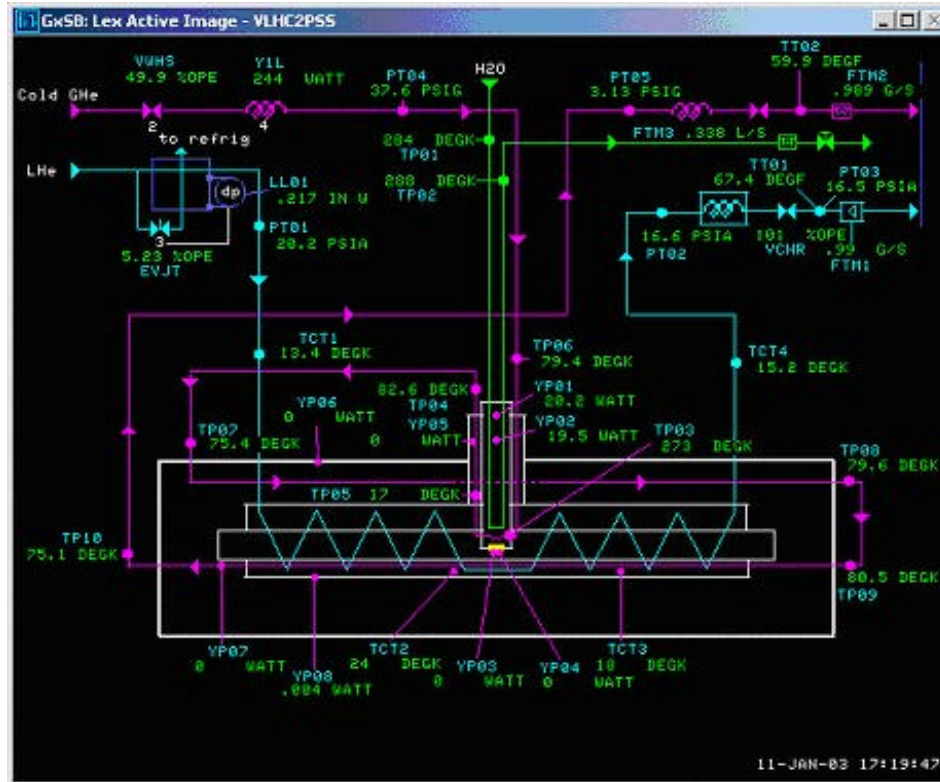 GxSB: Lex Active Image - VLHC2PSS
VWHS
49.9 %OPE
Y1L
244 WATT
PT04
37.6 PSIG
H2O
PT05
3.13 PSIG
TT02
59.9 DEGF
FTM2
.989 G/S
Cold GHe
2
4
to refrig
284 DEGK
TP01
FTM3 .338 L/S
LHe
dp
LL01
.217 IN W
288 DEGK
TP02
TT01
67.4 DEGF
PT03
16.5 PSIA
3
5.23 %OPE
EVJT
PT01
20.2 PSIA
16.6 PSIA
PT02
101 %OPE
VCHR
.99 G/S
FTM1
TCT1
13.4 DEGK
TP06
79.4 DEGK
TCT4
15.2 DEGK
82.6 DEGK
TP04
YP01
20.2 WATT
YP06
0 WATT
YP05
0 WATT
YP02
19.5 WATT
TP07
75.4 DEGK
TP03
273 DEGK
TP08
79.6 DEGK
TP05 17 DEGK
TP10
75.1 DEGK
80.5 DEGK
TP09
YP07
0 WATT
YP08
.004 WATT
TCT2
24 DEGK
YP03
0 WATT
YP04
0 WATT
TCT3
18 DEGK
11-JAN-03 17:19:47